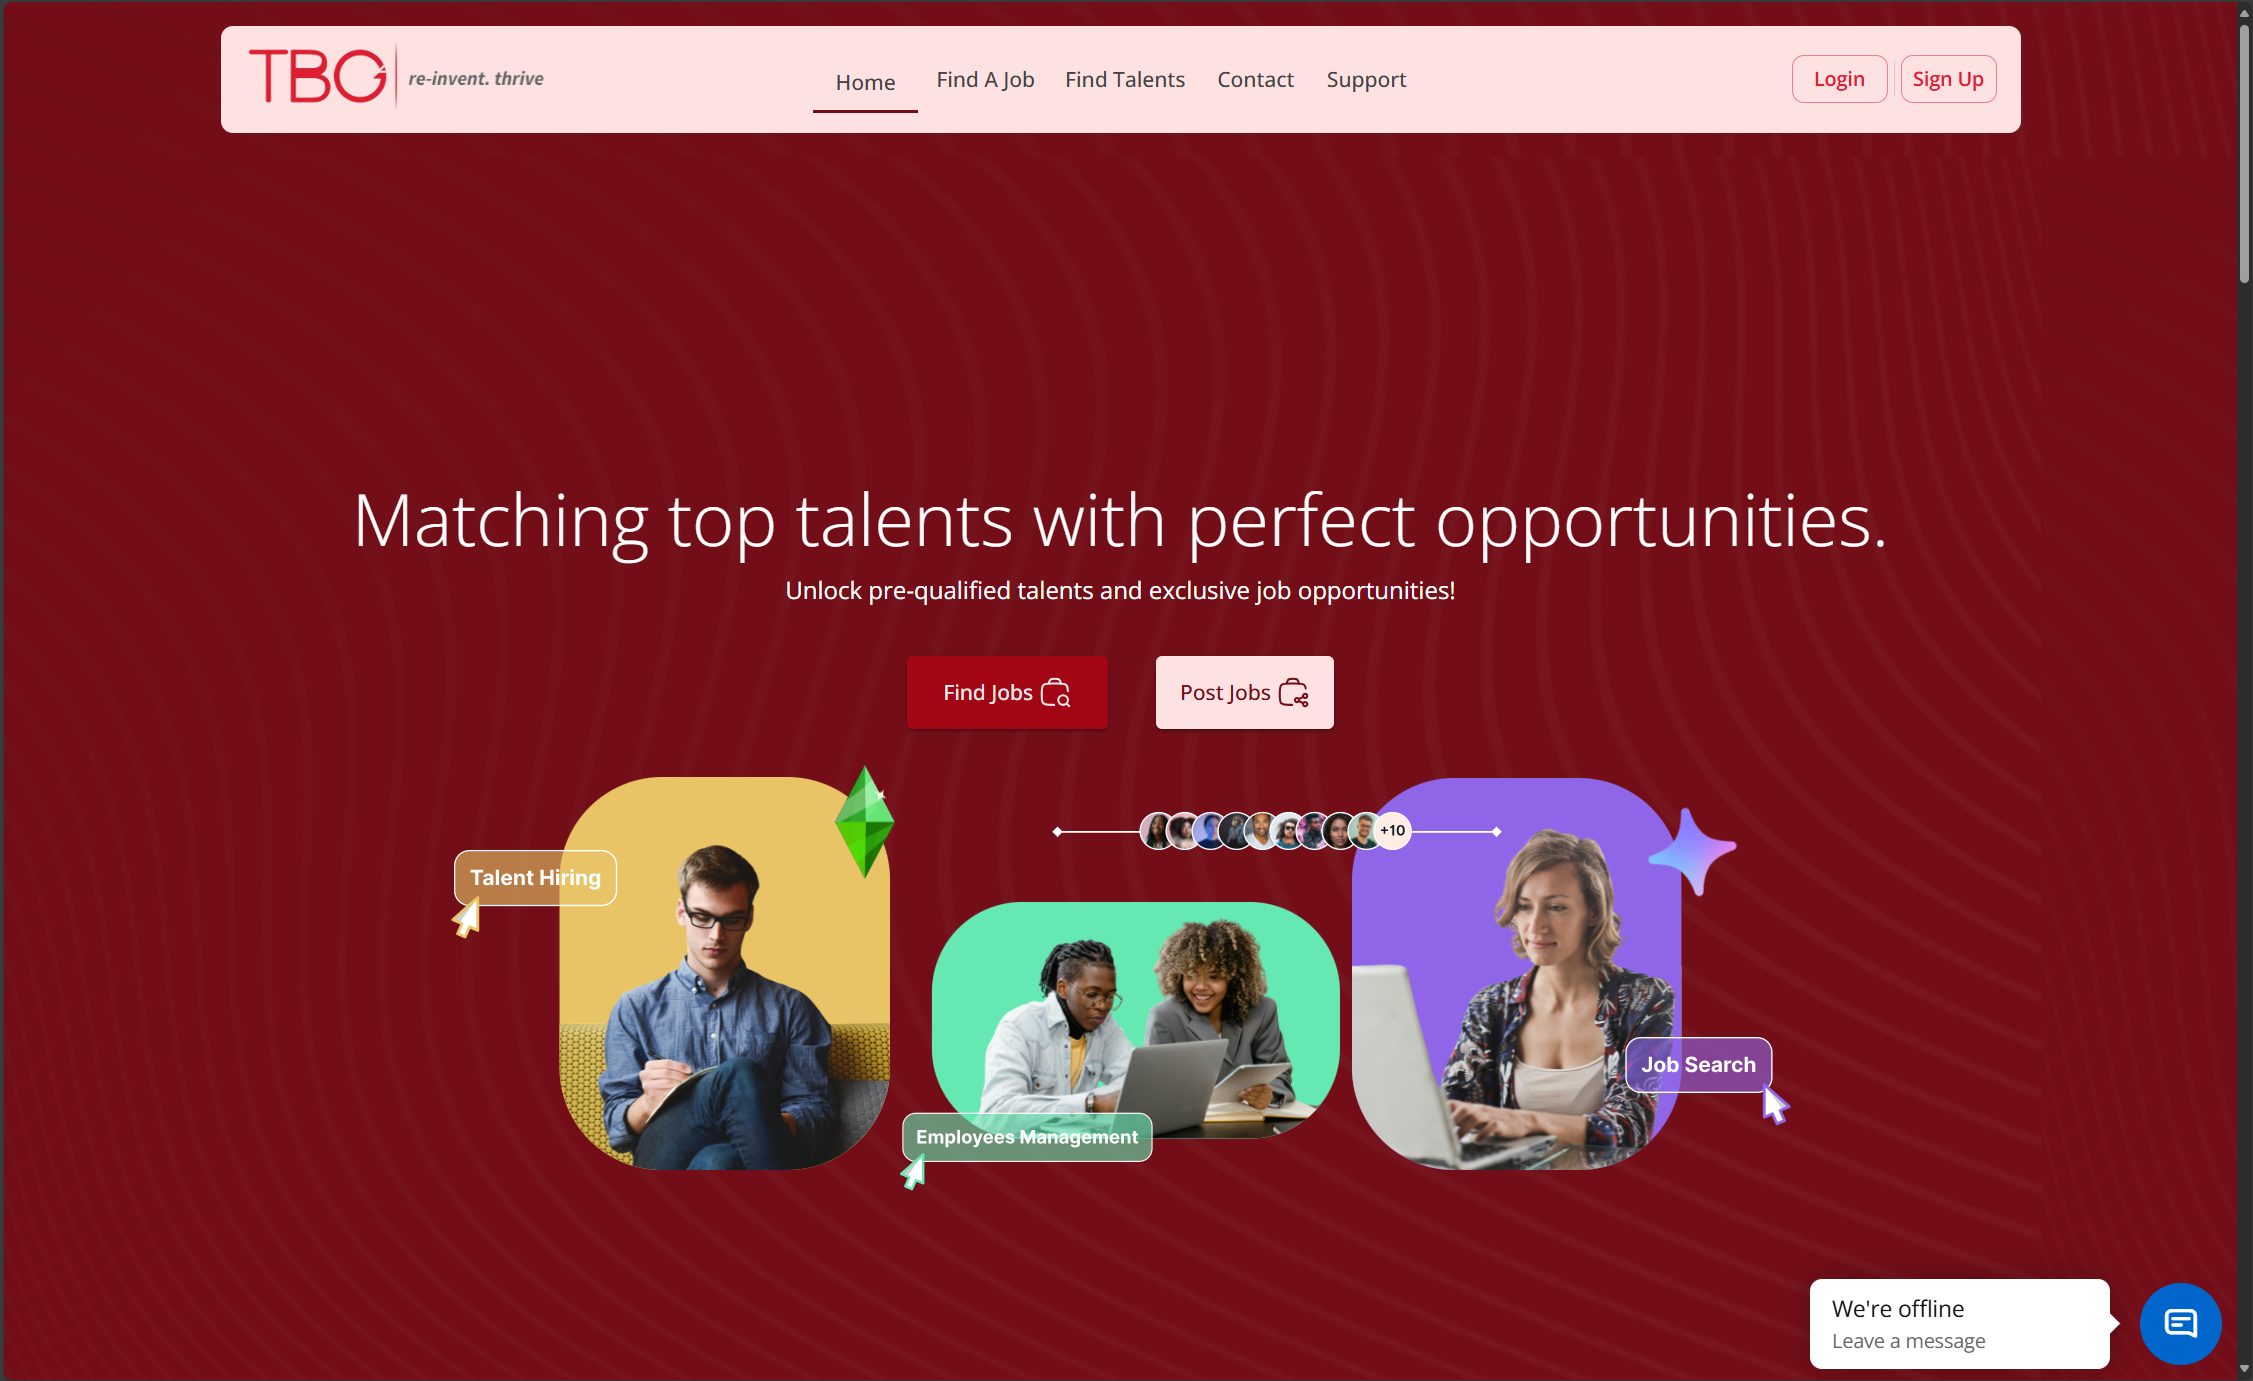 TBG re-invent. thrive
Home Find A Job Find Talents Contact Support
Login Sign Up
Matching top talents with perfect opportunities.
Unlock pre-qualified talents and exclusive job opportunities!
Find Jobs Post Jobs
+10
Talent Hiring
Job Search
Employees Management
We're offline
Leave a message